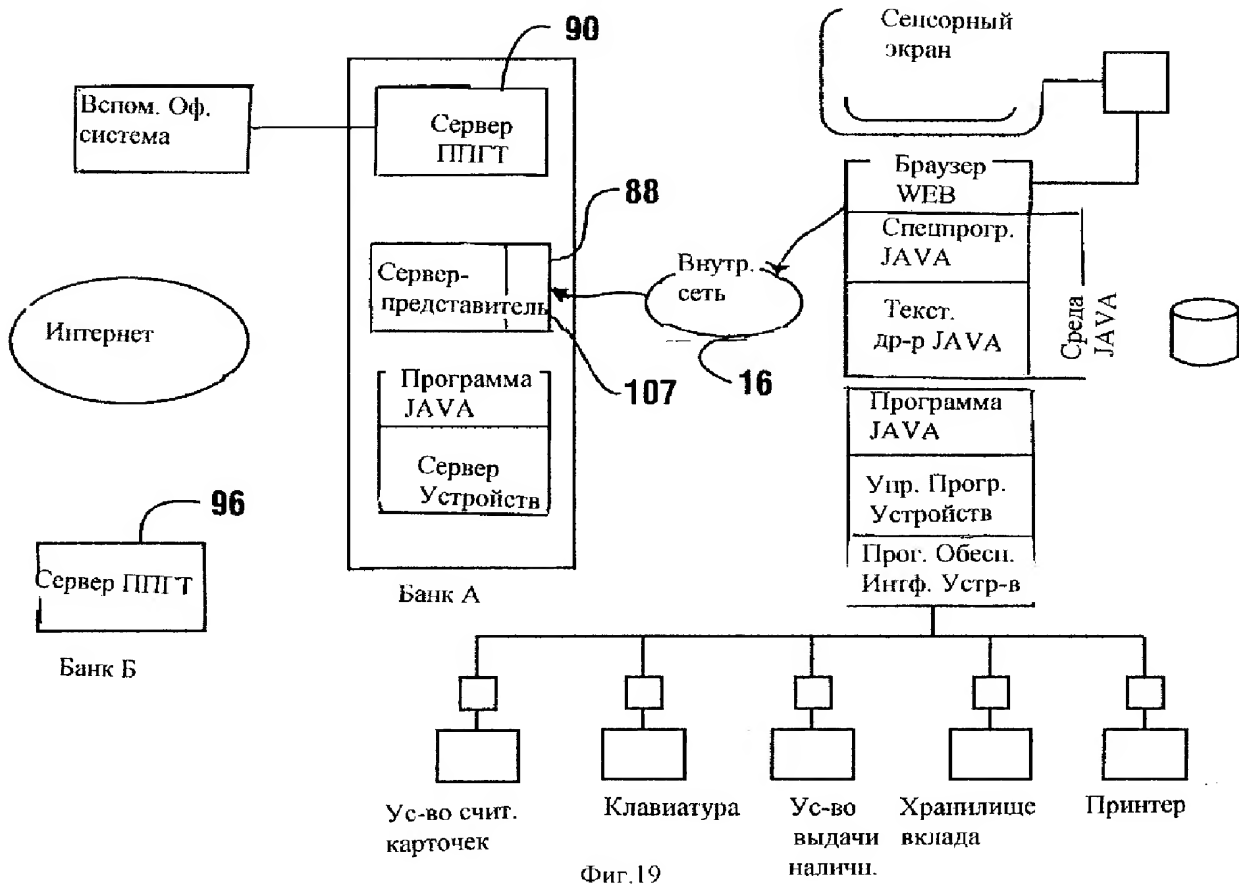 90
Сенсорный
экран
Вспом. Оф.
система
Сервер
ППГТ
Браузер
WEB
88
Спецпрогр.
JAVA
Сервер-
представитель
Внутр.
сеть
Текст.
др-р JAVA
Среда
JAVA
Интернет
107
16
Программа
JAVA
Программа
JAVA
Сервер
Устройств
Упр. Прогр.
Устройств
96
Прог. Обесп.
Интф. Устр-в
Сервер ППГТ
Банк А
Банк Б
Ус-во счит.
карточек
Клавиатура
Ус-во
выдачи
наличн.
Хранилище
вклада
Принтер
Фиг.19